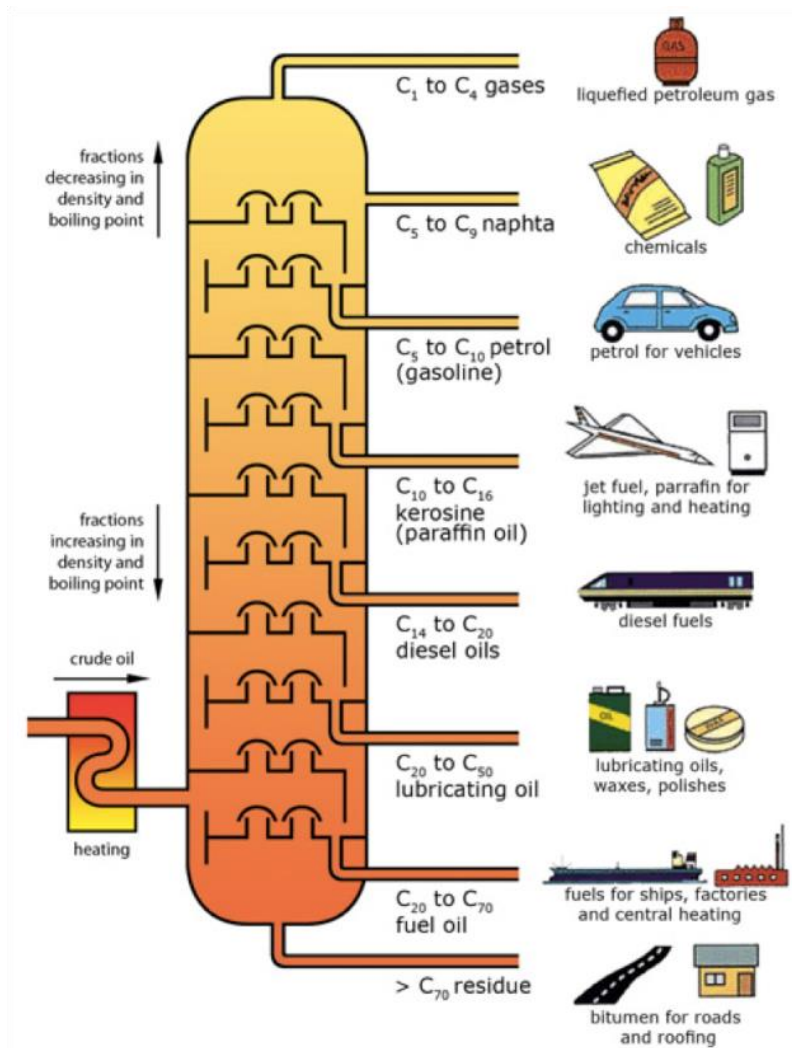 C₁ to C₄ gases
GAS
liquefied petroleum gas
fractions
decreasing in
density and
boiling point
C₅ to C₉ naphta
chemicals
C₅ to C₁₀ petrol
(gasoline)
petrol for vehicles
C₁₀ to C₁₆
kerosine
(paraffin oil)
jet fuel, parrafin for
lighting and heating
fractions
increasing in
density and
boiling point
C₁₄ to C₂₀
diesel oils
diesel fuels
crude oil
heating
C₂₀ to C₅₀
lubricating oil
OIL
lubricating oils,
waxes, polishes
C₂₀ to C₇₀
fuel oil
fuels for ships, factories
and central heating
> C₇₀ residue
bitumen for roads
and roofing